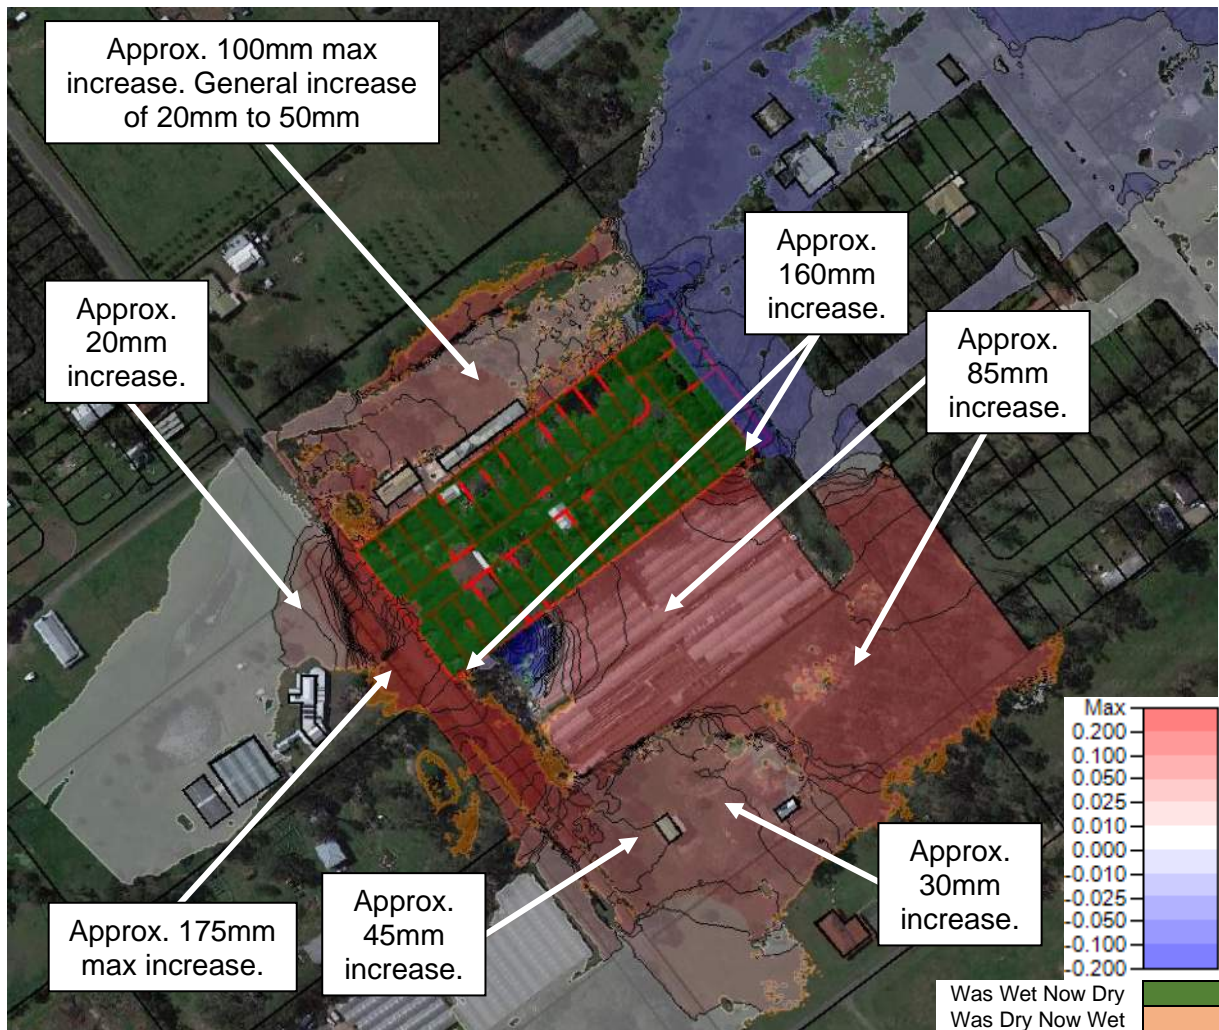 Approx. 100mm max
increase. General increase
of 20mm to 50mm
Approx.
160mm
increase.
Approx.
20mm
increase.
Approx.
85mm
increase.
Approx. 175mm
max increase.
Approx.
45mm
increase.
Approx.
30mm
increase.
Max
0.200
0.100
0.050
0.025
0.010
0.000
-0.010
-0.025
-0.050
-0.100
-0.200
Was Wet Now Dry
Was Dry Now Wet